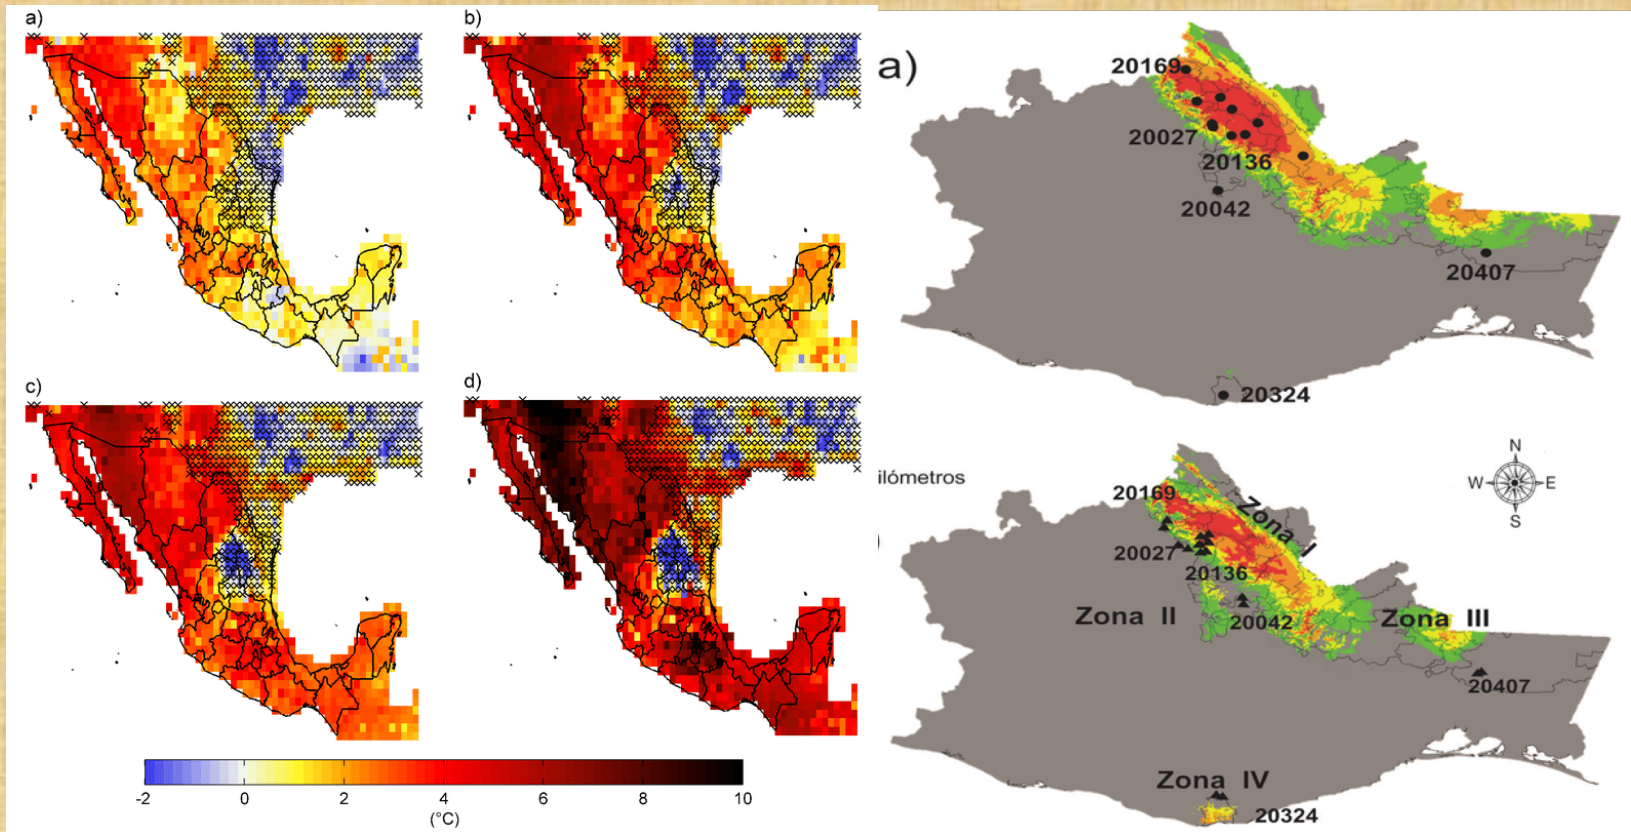 a)
b)
c)
d)
-2
0
2
4
6
8
10
(°C)
a)
20169
20027
20136
20042
20407
20324
ilómetros
N
W
E
S
)
20169
Zona I
20027
20136
Zona II
20042
Zona III
20407
Zona IV
20324